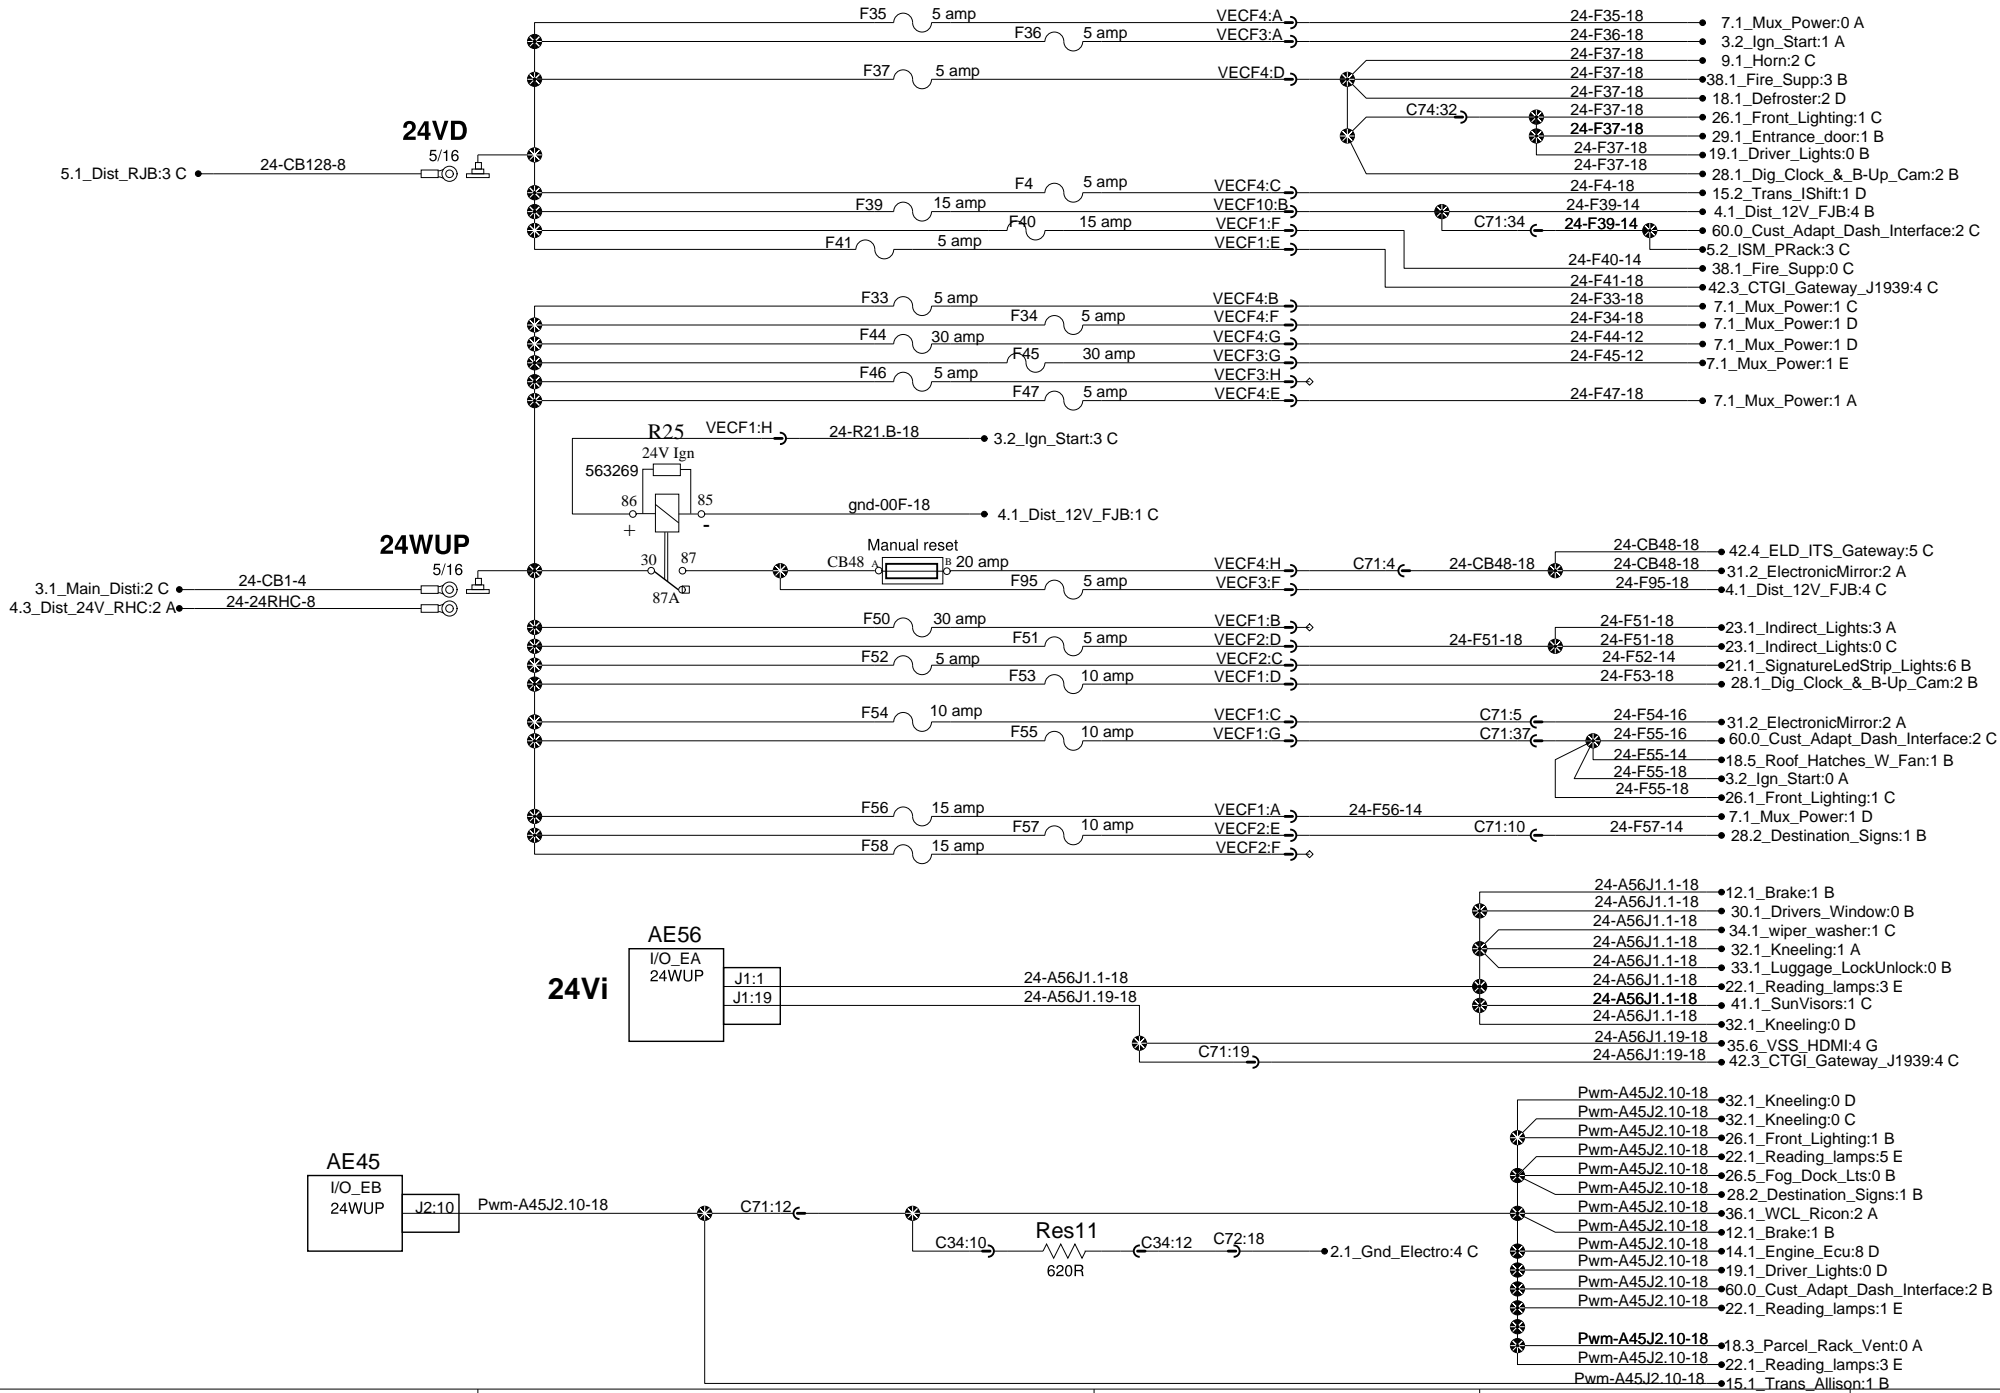 F35 5 amp VECF4:A 24-F35-18 7.1_Mux_Power:0 A
F36 5 amp VECF3:A 24-F36-18 3.2_Ign_Start:1 A
24-F37-18 9.1_Horn:2 C
F37 5 amp VECF4:D 24-F37-18 38.1_Fire_Supp:3 B
24-F37-18 18.1_Defroster:2 D
C74:32 24-F37-18 26.1_Front_Lighting:1 C
24VD 24-F37-18 29.1_Entrance_door:1 B
5/16 24-F37-18 19.1_Driver_Lights:0 B
5.1_Dist_RJB:3 C 24-CB128-8 24-F37-18 28.1_Dig_Clock_&_B-Up_Cam:2 B
F4 5 amp VECF4:C 24-F4-18 15.2_Trans_IShift:1 D
F39 15 amp VECF10:B 24-F39-14 4.1_Dist_12V_FJB:4 B
F40 15 amp VECF1:F C71:34 24-F39-14 60.0_Cust_Adapt_Dash_Interface:2 C
F41 5 amp VECF1:E 5.2_ISM_PRack:3 C
24-F40-14 38.1_Fire_Supp:0 C
24-F41-18 42.3_CTGI_Gateway_J1939:4 C
F33 5 amp VECF4:B 24-F33-18 7.1_Mux_Power:1 C
F34 5 amp VECF4:F 24-F34-18 7.1_Mux_Power:1 D
F44 30 amp VECF4:G 24-F44-12 7.1_Mux_Power:1 D
F45 30 amp VECF3:G 24-F45-12 7.1_Mux_Power:1 E
F46 5 amp VECF3:H
F47 5 amp VECF4:E 24-F47-18 7.1_Mux_Power:1 A
R25 VECF1:H 24-R21.B-18 3.2_Ign_Start:3 C
24V Ign
563269
86 85 gnd-00F-18 4.1_Dist_12V_FJB:1 C
+ -
24WUP Manual reset 24-CB48-18 42.4_ELD_ITS_Gateway:5 C
5/16 30 87 CB48 A B 20 amp VECF4:H C71:4 24-CB48-18 24-CB48-18 31.2_ElectronicMirror:2 A
3.1_Main_Disti:2 C 24-CB1-4 87A F95 5 amp VECF3:F 24-F95-18 4.1_Dist_12V_FJB:4 C
4.3_Dist_24V_RHC:2 A 24-24RHC-8
F50 30 amp VECF1:B 24-F51-18 23.1_Indirect_Lights:3 A
F51 5 amp VECF2:D 24-F51-18 24-F51-18 23.1_Indirect_Lights:0 C
F52 5 amp VECF2:C 24-F52-14 21.1_SignatureLedStrip_Lights:6 B
F53 10 amp VECF1:D 24-F53-18 28.1_Dig_Clock_&_B-Up_Cam:2 B
F54 10 amp VECF1:C C71:5 24-F54-16 31.2_ElectronicMirror:2 A
F55 10 amp VECF1:G C71:37 24-F55-16 60.0_Cust_Adapt_Dash_Interface:2 C
24-F55-14 18.5_Roof_Hatches_W_Fan:1 B
24-F55-18 3.2_Ign_Start:0 A
24-F55-18 26.1_Front_Lighting:1 C
F56 15 amp VECF1:A 24-F56-14 7.1_Mux_Power:1 D
F57 10 amp VECF2:E C71:10 24-F57-14 28.2_Destination_Signs:1 B
F58 15 amp VECF2:F
24-A56J1.1-18 12.1_Brake:1 B
24-A56J1.1-18 30.1_Drivers_Window:0 B
AE56 24-A56J1.1-18 34.1_wiper_washer:1 C
I/O_EA 24-A56J1.1-18 32.1_Kneeling:1 A
24WUP 24-A56J1.1-18 33.1_Luggage_LockUnlock:0 B
24Vi J1:1 24-A56J1.1-18 24-A56J1.1-18 22.1_Reading_lamps:3 E
J1:19 24-A56J1.19-18 24-A56J1.1-18 41.1_SunVisors:1 C
24-A56J1.1-18 32.1_Kneeling:0 D
24-A56J1.19-18 35.6_VSS_HDMI:4 G
C71:19 24-A56J1:19-18 42.3_CTGI_Gateway_J1939:4 C
Pwm-A45J2.10-18 32.1_Kneeling:0 D
Pwm-A45J2.10-18 32.1_Kneeling:0 C
Pwm-A45J2.10-18 26.1_Front_Lighting:1 B
AE45 Pwm-A45J2.10-18 22.1_Reading_lamps:5 E
I/O_EB Pwm-A45J2.10-18 26.5_Fog_Dock_Lts:0 B
24WUP Pwm-A45J2.10-18 28.2_Destination_Signs:1 B
J2:10 Pwm-A45J2.10-18 C71:12 Pwm-A45J2.10-18 36.1_WCL_Ricon:2 A
Res11 Pwm-A45J2.10-18 12.1_Brake:1 B
C34:10 C34:12 C72:18 2.1_Gnd_Electro:4 C Pwm-A45J2.10-18 14.1_Engine_Ecu:8 D
620R Pwm-A45J2.10-18 19.1_Driver_Lights:0 D
Pwm-A45J2.10-18 60.0_Cust_Adapt_Dash_Interface:2 B
Pwm-A45J2.10-18 22.1_Reading_lamps:1 E
Pwm-A45J2.10-18 18.3_Parcel_Rack_Vent:0 A
Pwm-A45J2.10-18 22.1_Reading_lamps:3 E
Pwm-A45J2.10-18 15.1_Trans_Allison:1 B